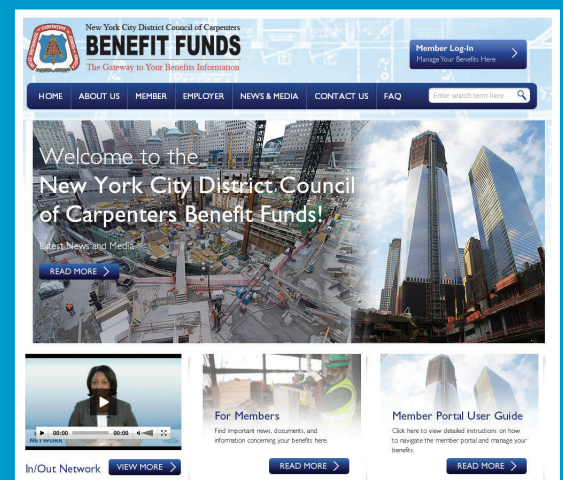 New York City District Council of Carpenters
BENEFIT FUNDS
The Gateway to Your Benefits Information
Member Log-In
Manage Your Benefits Here
HOME ABOUT US MEMBER EMPLOYER NEWS & MEDIA CONTACT US FAQ Enter search term here
Welcome to the
New York City District Council
of Carpenters Benefit Funds!
Latest News and Media
READ MORE
00:00 00:00
NETWORK MEDIA
In/Out Network VIEW MORE
For Members
Find important news, documents, and
information concerning your benefits here.
READ MORE
Member Portal User Guide
Click here to view detailed instructions on how
to navigate the member portal and manage your
benefits.
READ MORE